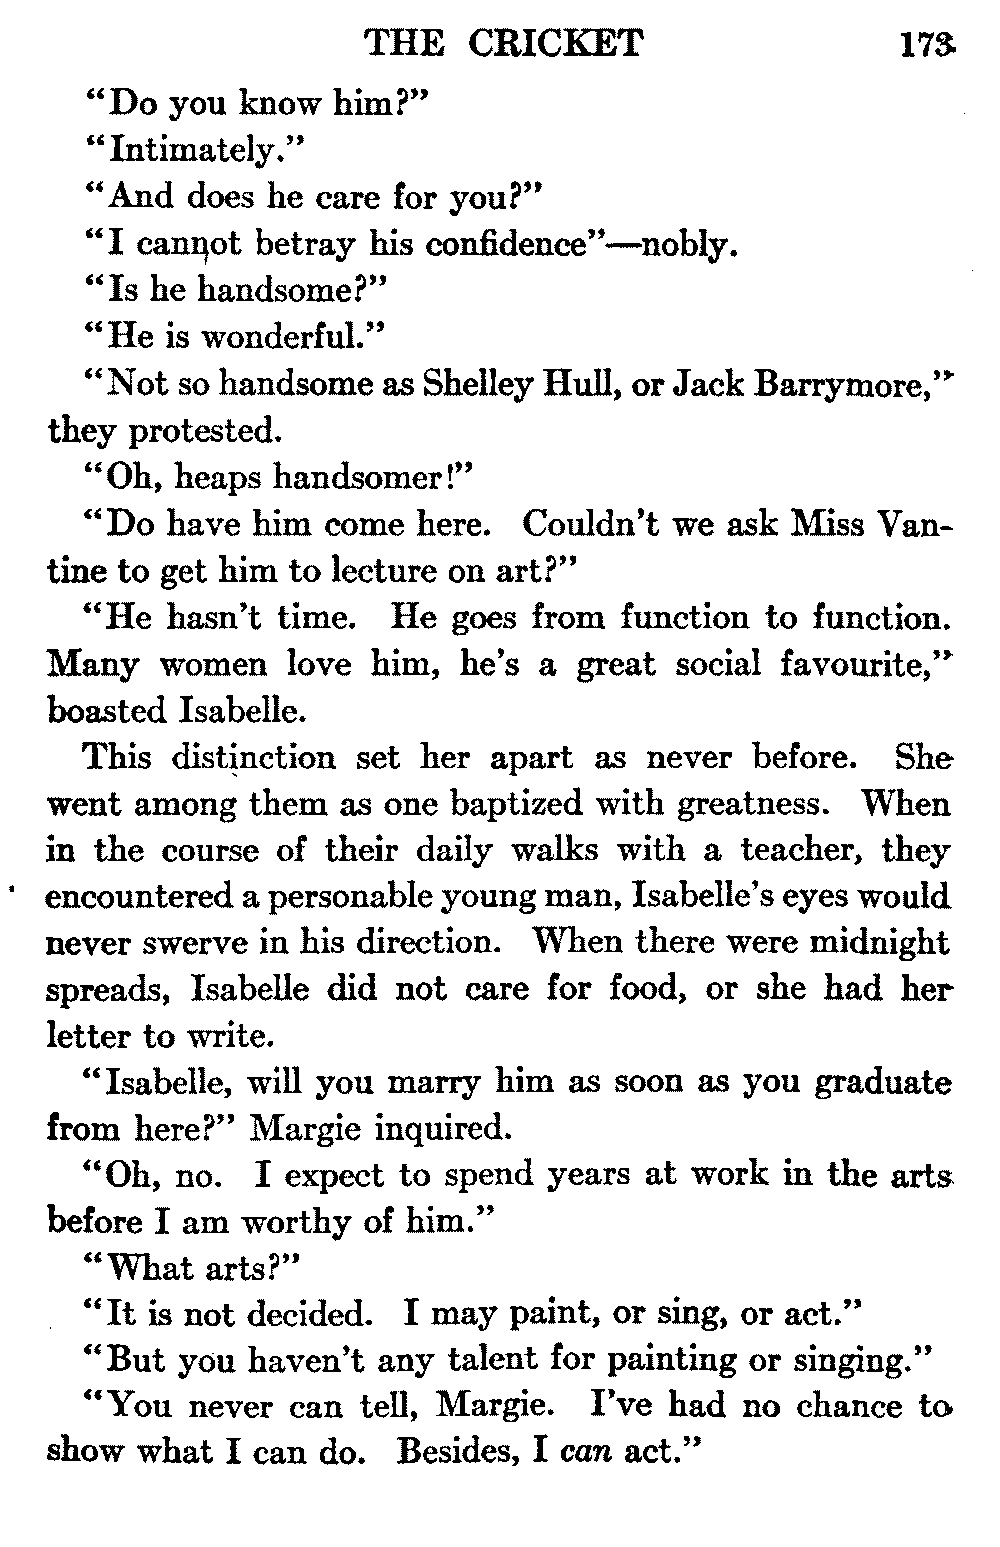 THE CRICKET 173
"Do you know him?"
"Intimately."
"And does he care for you?"
"I cannot betray his confidence"—nobly.
"Is he handsome?"
"He is wonderful."
"Not so handsome as Shelley Hull, or Jack Barrymore,"
they protested.
"Oh, heaps handsomer!"
"Do have him come here. Couldn't we ask Miss Van-
tine to get him to lecture on art?"
"He hasn't time. He goes from function to function.
Many women love him, he's a great social favourite,"
boasted Isabelle.
This distinction set her apart as never before. She
went among them as one baptized with greatness. When
in the course of their daily walks with a teacher, they
encountered a personable young man, Isabelle's eyes would
never swerve in his direction. When there were midnight
spreads, Isabelle did not care for food, or she had her
letter to write.
"Isabelle, will you marry him as soon as you graduate
from here?" Margie inquired.
"Oh, no. I expect to spend years at work in the arts
before I am worthy of him."
"What arts?"
"It is not decided. I may paint, or sing, or act."
"But you haven't any talent for painting or singing."
"You never can tell, Margie. I've had no chance to
show what I can do. Besides, I can act."